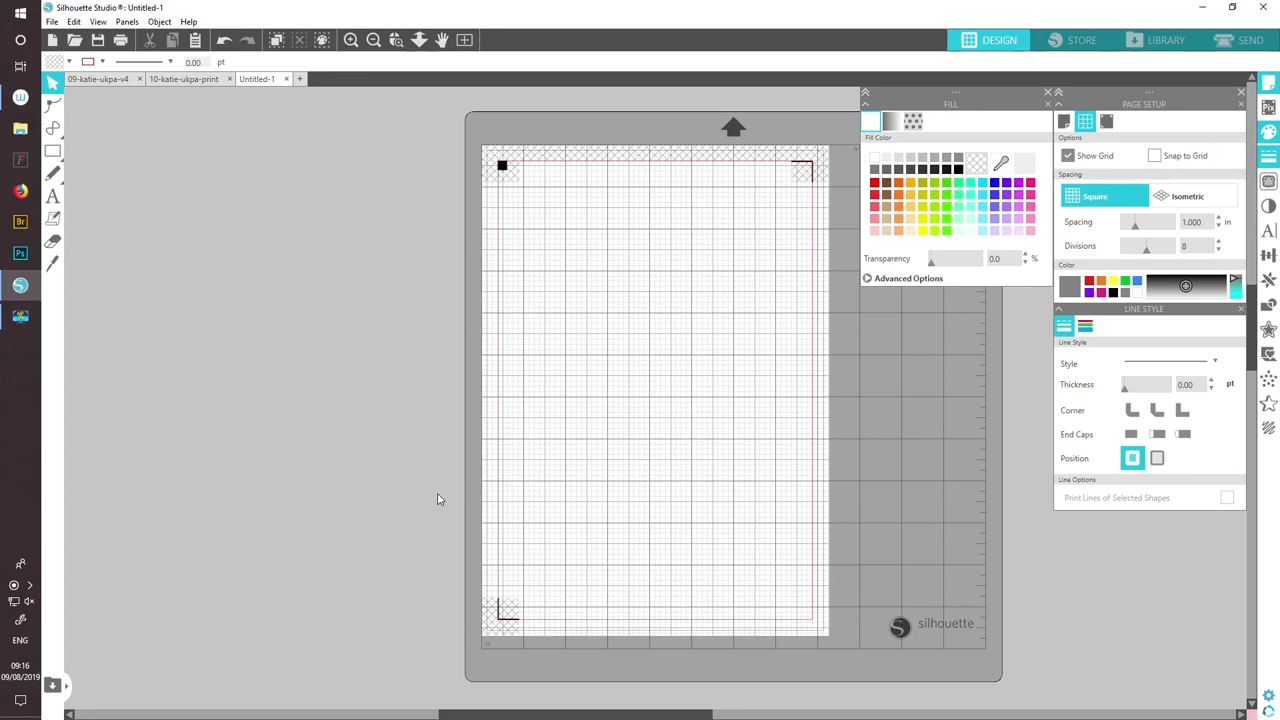 Silhouette Studio®: Untitled-1
File Edit View Panels Object Help
DESIGN STORE LIBRARY SEND
0.00 pt
09-katie-ukpa-v4 10-katie-ukpa-print Untitled-1
FILL
Fill Color
Transparency 0.0 %
Advanced Options
PAGE SETUP
Options
Show Grid Snap to Grid
Spacing
Square Isometric
Spacing 1.000 in
Divisions 8
Color
LINE STYLE
Line Style
Style
Thickness 0.00 pt
Corner
End Caps
Position
Line Options
Print Lines of Selected Shapes
silhouette
W
F
Br
Ps
S
Pix
A
ENG
09:16
09/08/2019